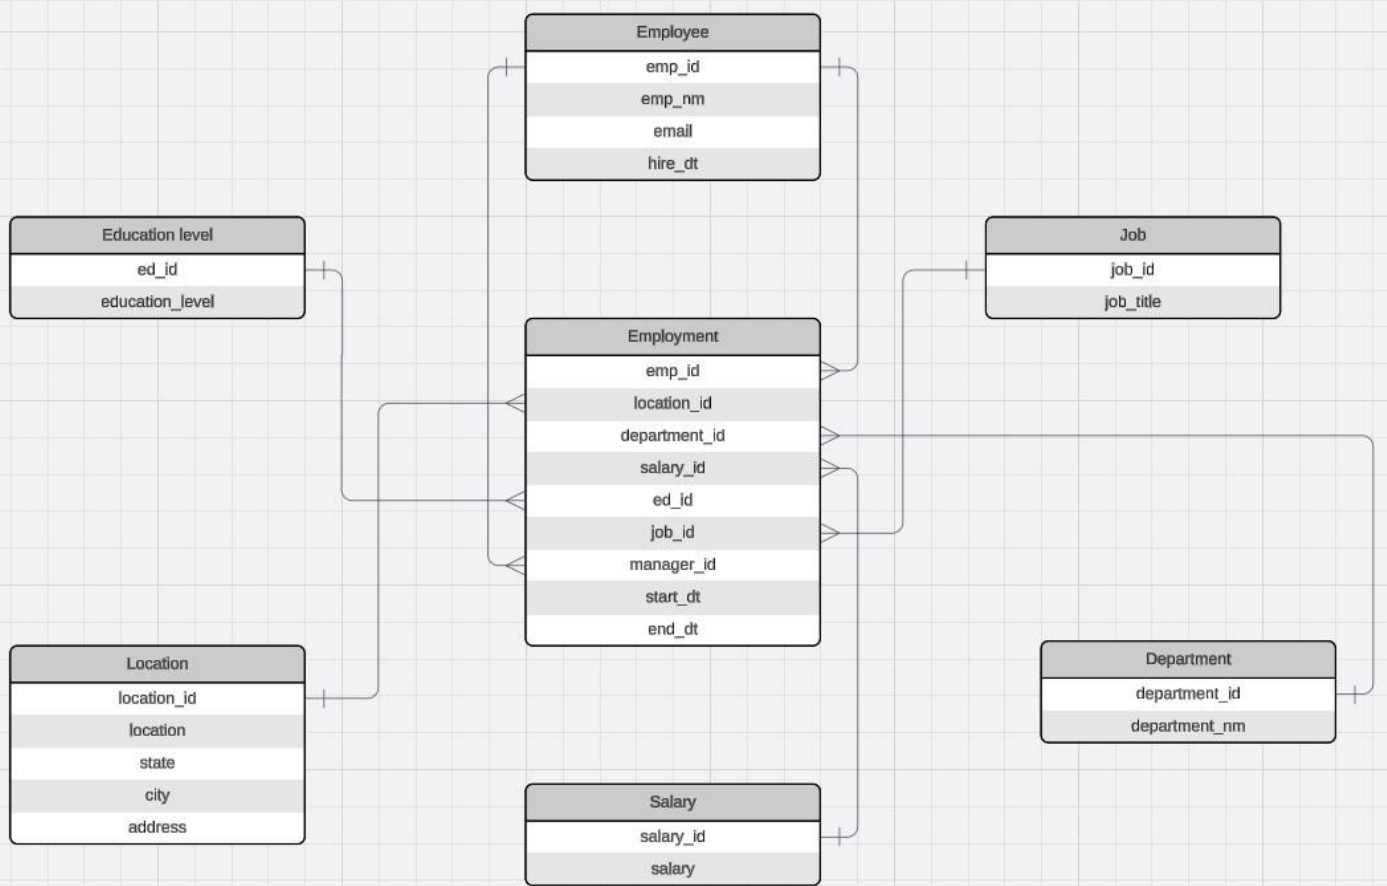 Employee
emp_id
emp_nm
email
hire_dt
Education level
ed_id
education_level
Job
job_id
job_title
Employment
emp_id
location_id
department_id
salary_id
ed_id
job_id
manager_id
start_dt
end_dt
Location
location_id
location
state
city
address
Department
department_id
department_nm
Salary
salary_id
salary